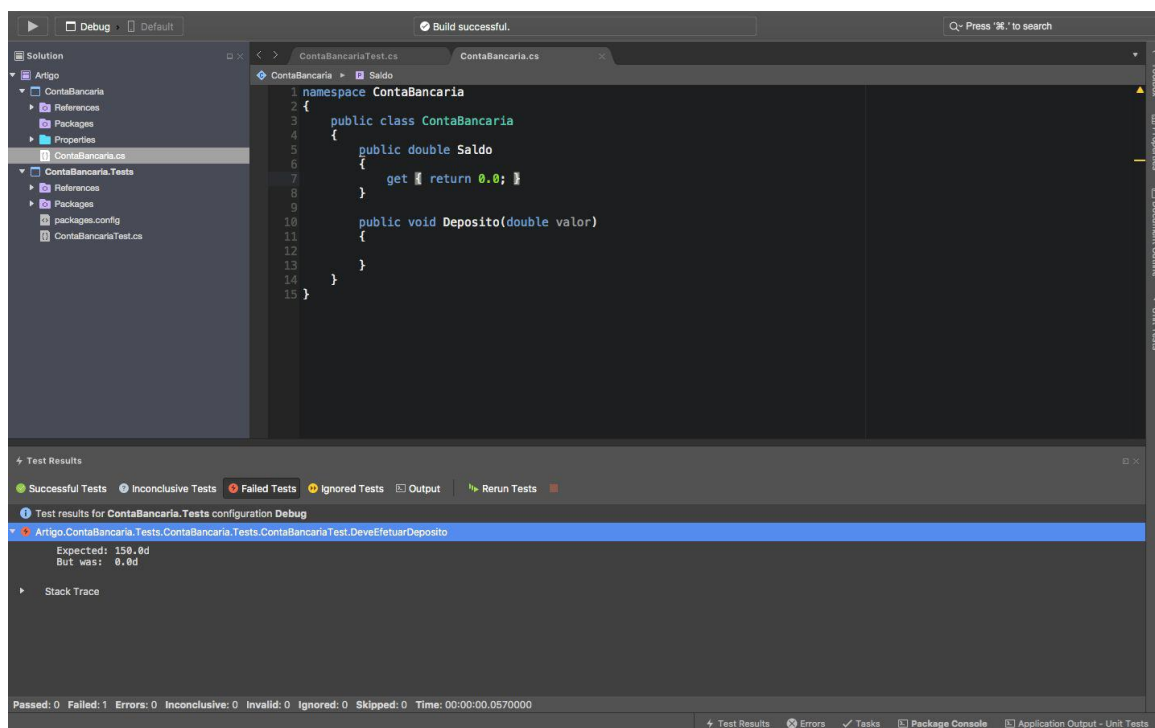 Debug › Default
Build successful.
Press '⌘.' to search
Solution
Artigo
ContaBancaria
References
Packages
Properties
ContaBancaria.cs
ContaBancaria.Tests
References
Packages
packages.config
ContaBancariaTest.cs
ContaBancariaTest.cs
ContaBancaria.cs
ContaBancaria ▸ P Saldo
1 namespace ContaBancaria
2 {
3 public class ContaBancaria
4 {
5 public double Saldo
6 {
7 get { return 0.0; }
8 }
9
10 public void Deposito(double valor)
11 {
12
13 }
14 }
15 }
Toolbox
Properties
Document Outline
Unit Tests
Test Results
Successful Tests Inconclusive Tests Failed Tests Ignored Tests Output Rerun Tests
Test results for ContaBancaria.Tests configuration Debug
Artigo.ContaBancaria.Tests.ContaBancaria.Tests.ContaBancariaTest.DeveEfetuarDeposito
Expected: 150.0d
But was: 0.0d
Stack Trace
Passed: 0 Failed: 1 Errors: 0 Inconclusive: 0 Invalid: 0 Ignored: 0 Skipped: 0 Time: 00:00:00.0570000
Test Results Errors Tasks Package Console Application Output - Unit Tests